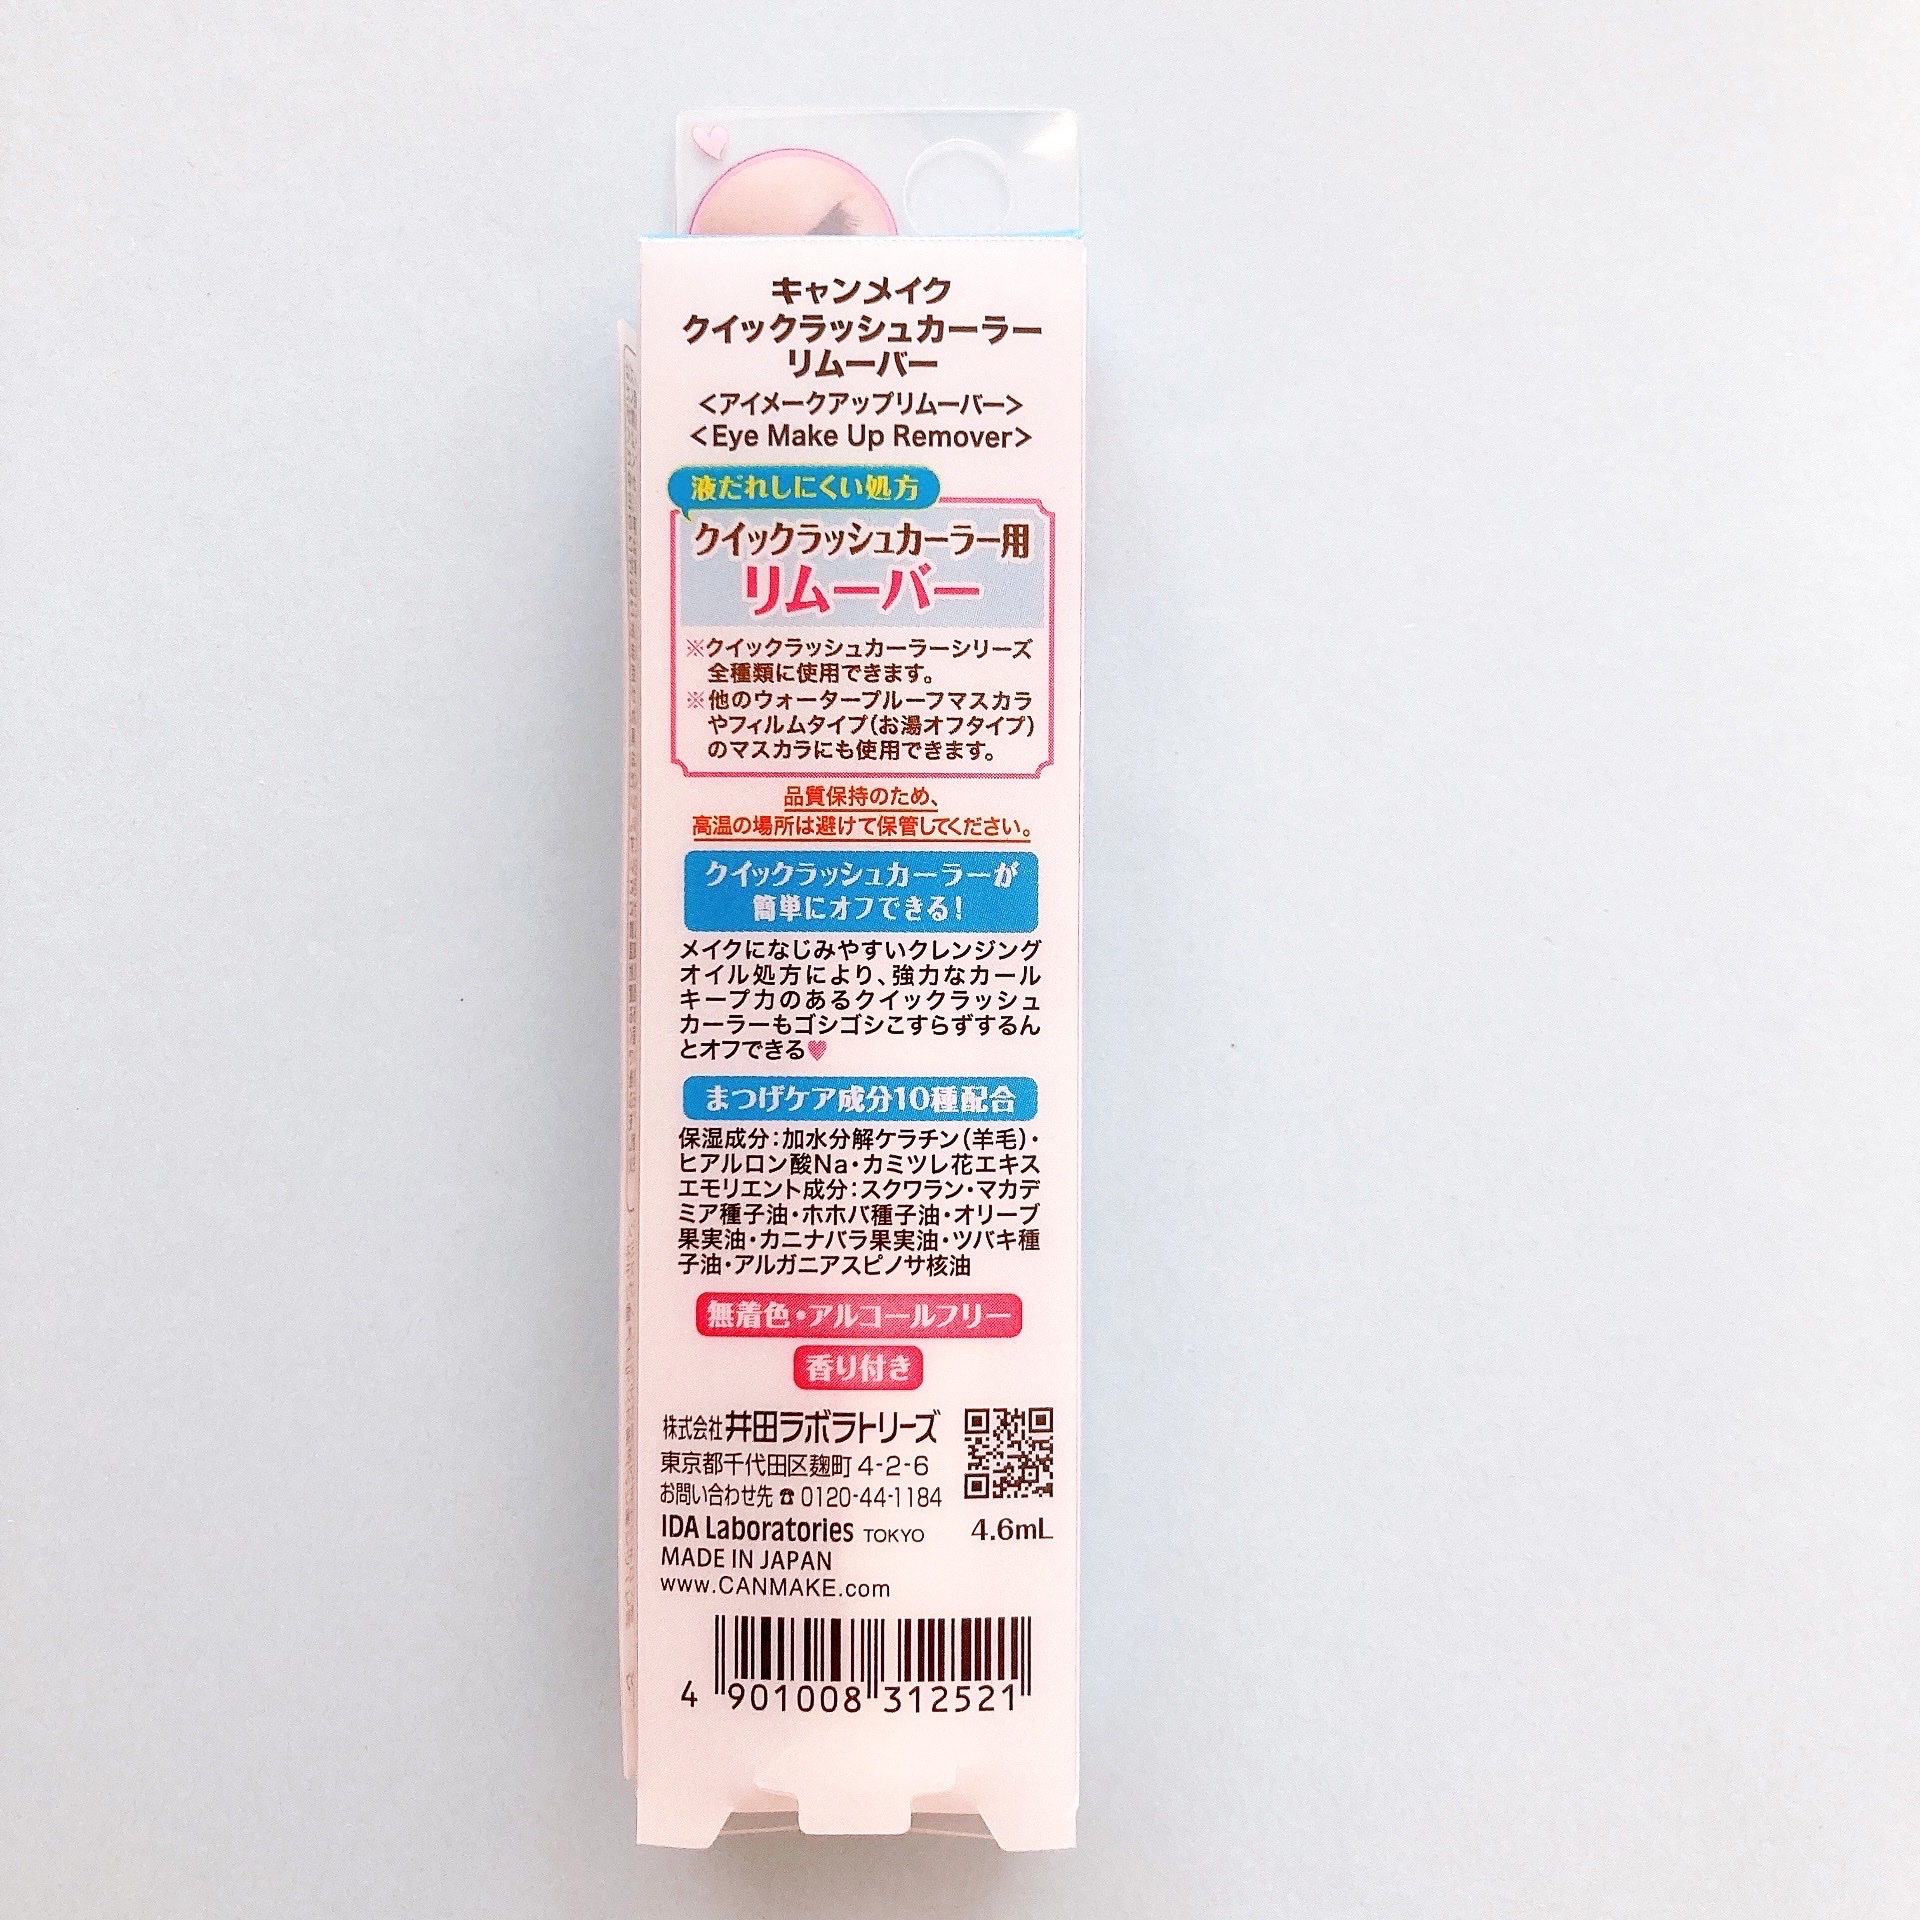 キャンメイク
クイックラッシュカーラー
リムーバー
<アイメークアップリムーバー>
<Eye Make Up Remover>
液だれしにくい処方
クイックラッシュカーラー用
リムーバー
※クイックラッシュカーラーシリーズ
全種類に使用できます。
※他のウォータープルーフマスカラ
やフィルムタイプ(お湯オフタイプ)
のマスカラにも使用できます。
品質保持のため、
高温の場所は避けて保管してください。
クイックラッシュカーラーが
簡単にオフできる!
メイクになじみやすいクレンジング
オイル処方により、強力なカール
キープ力のあるクイックラッシュ
カーラーもゴシゴシこすらずするん
とオフできる♥
まつげケア成分10種配合
保湿成分:加水分解ケラチン(羊毛)・
ヒアルロン酸Na・カミツレ花エキス
エモリエント成分:スクワラン・マカデ
ミア種子油・ホホバ種子油・オリーブ
果実油・カニナバラ果実油・ツバキ種
子油・アルガニアスピノサ核油
無着色・アルコールフリー
香り付き
株式会社井田ラボラトリーズ
東京都千代田区麹町 4-2-6
お問い合わせ先 ☎ 0120-44-1184
IDA Laboratories TOKYO 4.6mL
MADE IN JAPAN
www.CANMAKE.com
4 901008 312521